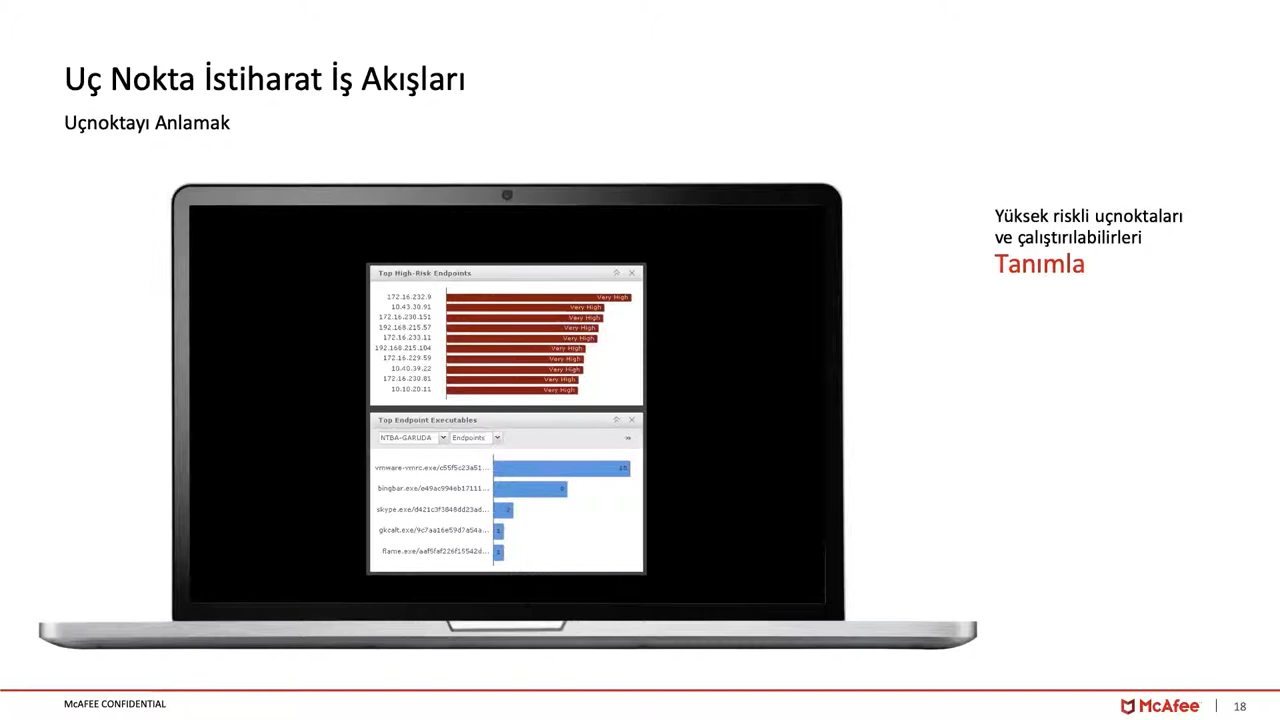 Uç Nokta İstiharat İş Akışları
Uçnoktayı Anlamak
Yüksek riskli uçnoktaları
ve çalıştırılabilirleri
Tanımla
Top High-Risk Endpoints
172.16.232.9 Very High
10.43.30.91 Very High
172.16.230.151 Very High
192.168.215.57 Very High
172.16.233.11 Very High
192.168.215.104 Very High
172.16.229.59 Very High
10.40.39.22 Very High
172.16.230.81 Very High
10.10.20.11 Very High
Top Endpoint Executables
NTBA-GARUDA Endpoints »
vmware-vmrc.exe/c55f5c23a51... 15
bingbar.exe/e49ac994eb17111...
skype.exe/d421c3f3848dd23ad... 2
gkcalt.exe/9c7aa16e59d7a54a... 1
flame.exe/aaf5faf226f15542d... 1
McAFEE CONFIDENTIAL
McAfee | 18